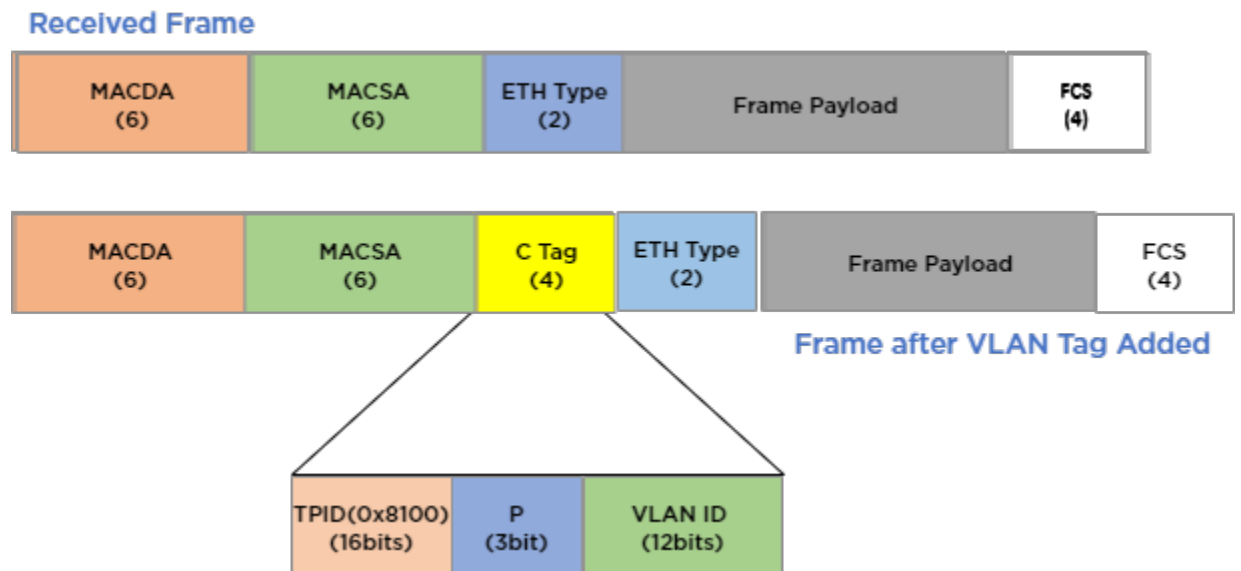 Received Frame
MACDA MACSA ETH Type Frame Payload FCS
(6) (6) (2) (4)
MACDA MACSA C Tag ETH Type Frame Payload FCS
(6) (6) (4) (2) (4)
Frame after VLAN Tag Added
TPID(0x8100) P VLAN ID
(16bits) (3bit) (12bits)